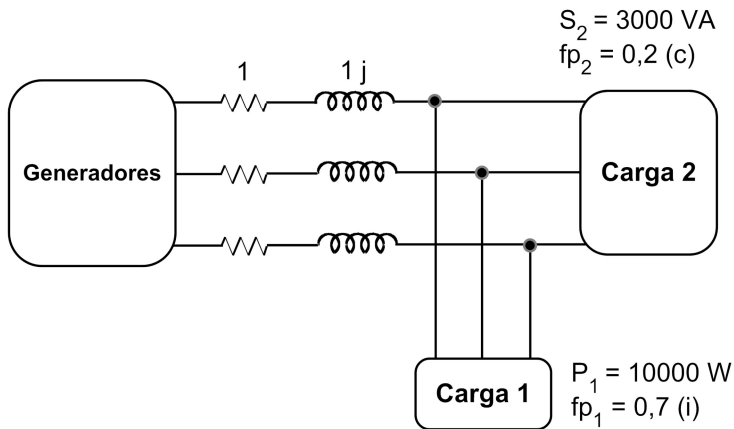 S₂ = 3000 VA
fp₂ = 0,2 (c)
1
1 j
Generadores
Carga 2
Carga 1
P₁ = 10000 W
fp₁ = 0,7 (i)